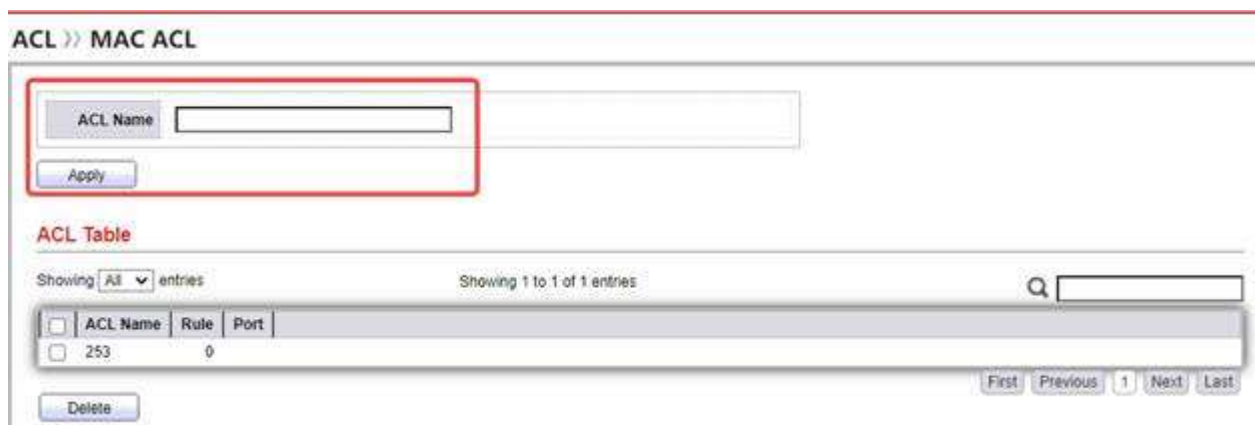 ACL » MAC ACL
ACL Name
Apply
ACL Table
Showing All entries Showing 1 to 1 of 1 entries
ACL Name Rule Port
253 0
First Previous 1 Next Last
Delete